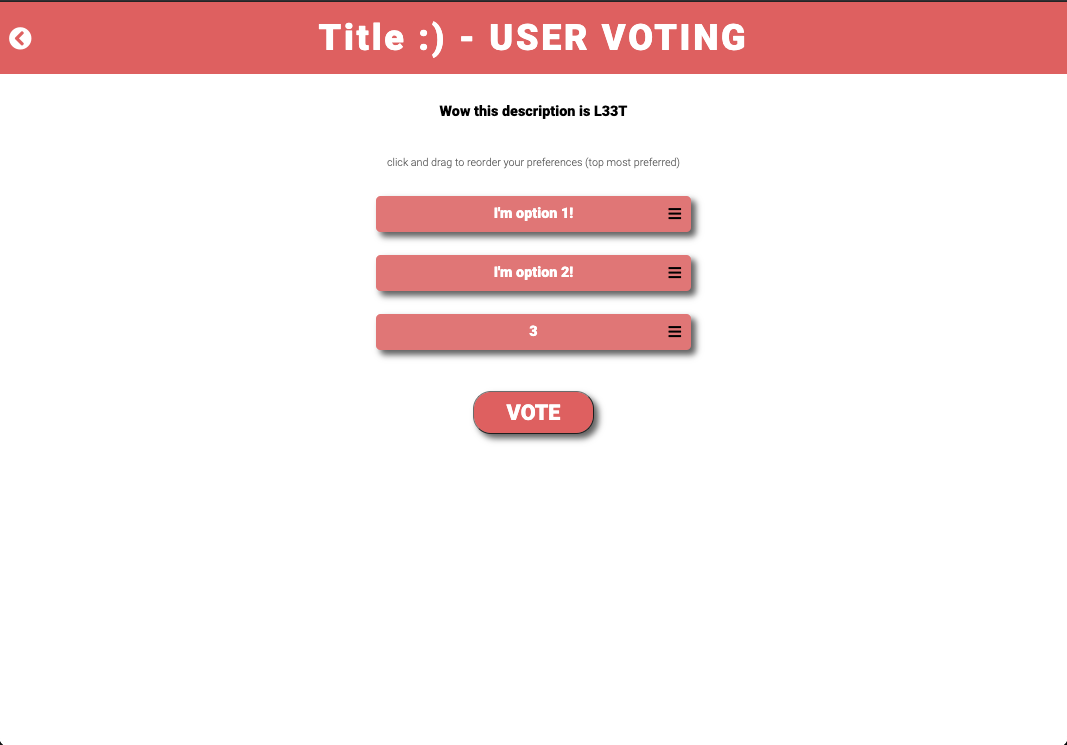 Title :) - USER VOTING
Wow this description is L33T
click and drag to reorder your preferences (top most preferred)
I'm option 1!
I'm option 2!
3
VOTE